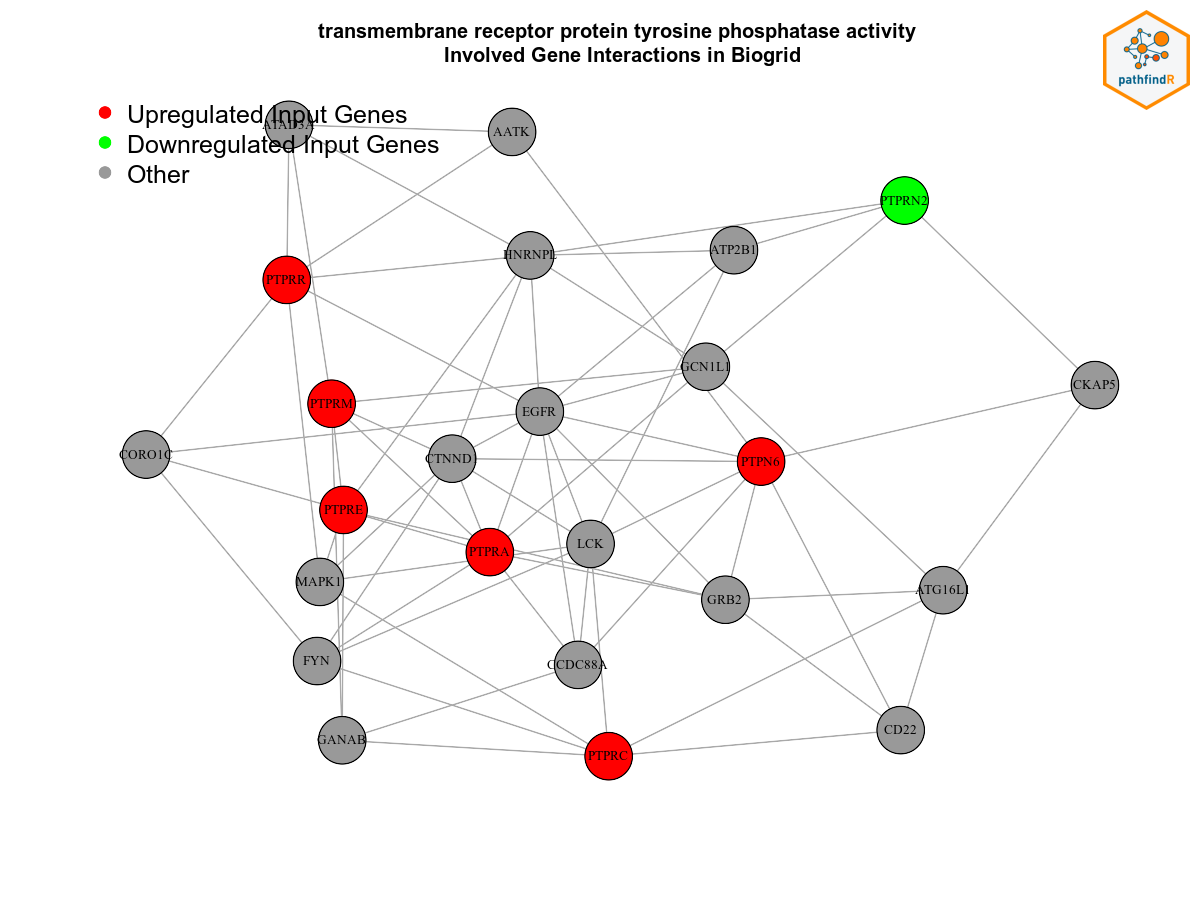 transmembrane receptor protein tyrosine phosphatase activity
Involved Gene Interactions in Biogrid
pathfindR
Upregulated Input Genes
Downregulated Input Genes
Other
ATAD3A
AATK
PTPRN2
HNRNPL
ATP2B1
PTPRR
GCN1L1
CKAP5
PTPRM
EGFR
CORO1C
CTNND1
PTPN6
PTPRE
PTPRA
LCK
MAPK1
GRB2
ATG16L1
FYN
CCDC88A
GANAB
PTPRC
CD22